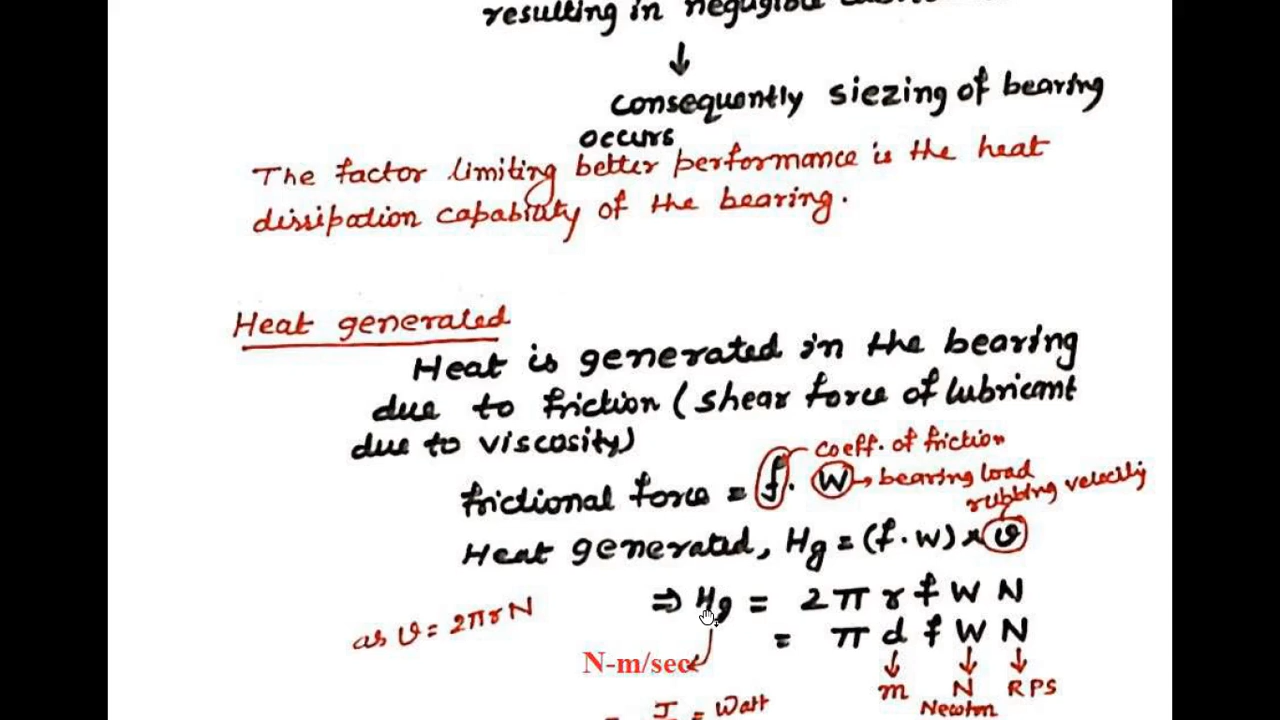 resulting in
consequently siezing of bearing
occurs
The factor limiting better performance is the heat
dissipation capability of the bearing.
Heat generated
Heat is generated in the bearing
due to friction (shear force of lubricant
due to viscosity)
coeff. of friction
frictional force = f. W → bearing load
rubbing velocity
Heat generated, Hg = (f.W) × v
⇒ Hg = 2π r f W N
as v = 2πrN
= π d f W N
N-m/sec
m N RPS
Newton
J = Watt